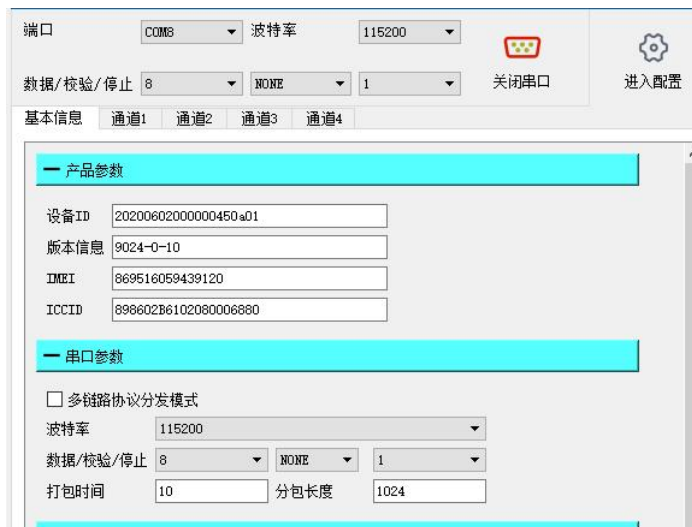 端口 COM8 波特率 115200
数据/校验/停止 8 NONE 1 关闭串口 进入配置
基本信息 通道1 通道2 通道3 通道4
产品参数
设备ID 20200602000000450a01
版本信息 9024-0-10
IMEI 869516059439120
ICCID 898602B6102080006880
串口参数
多链路协议分发模式
波特率 115200
数据/校验/停止 8 NONE 1
打包时间 10 分包长度 1024